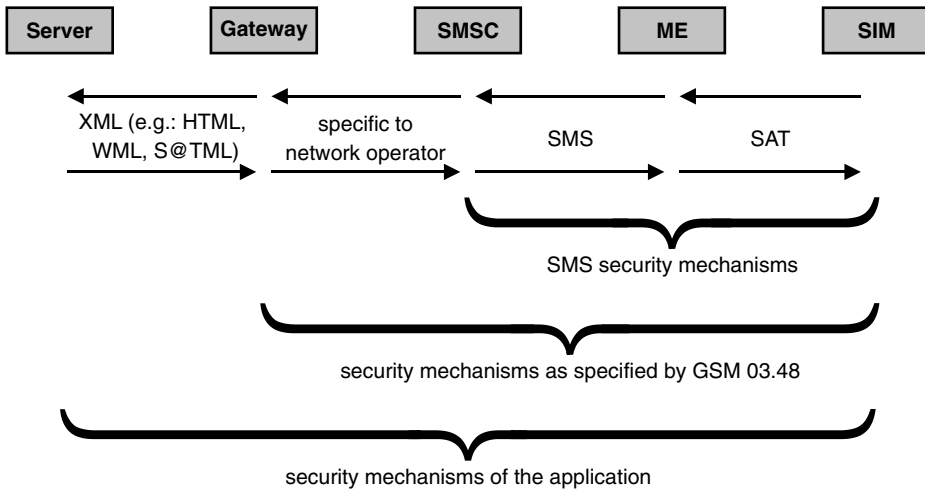 Server
Gateway
SMSC
ME
SIM
XML (e.g.: HTML,
WML, S@TML)
specific to
network operator
SMS
SAT
SMS security mechanisms
security mechanisms as specified by GSM 03.48
security mechanisms of the application